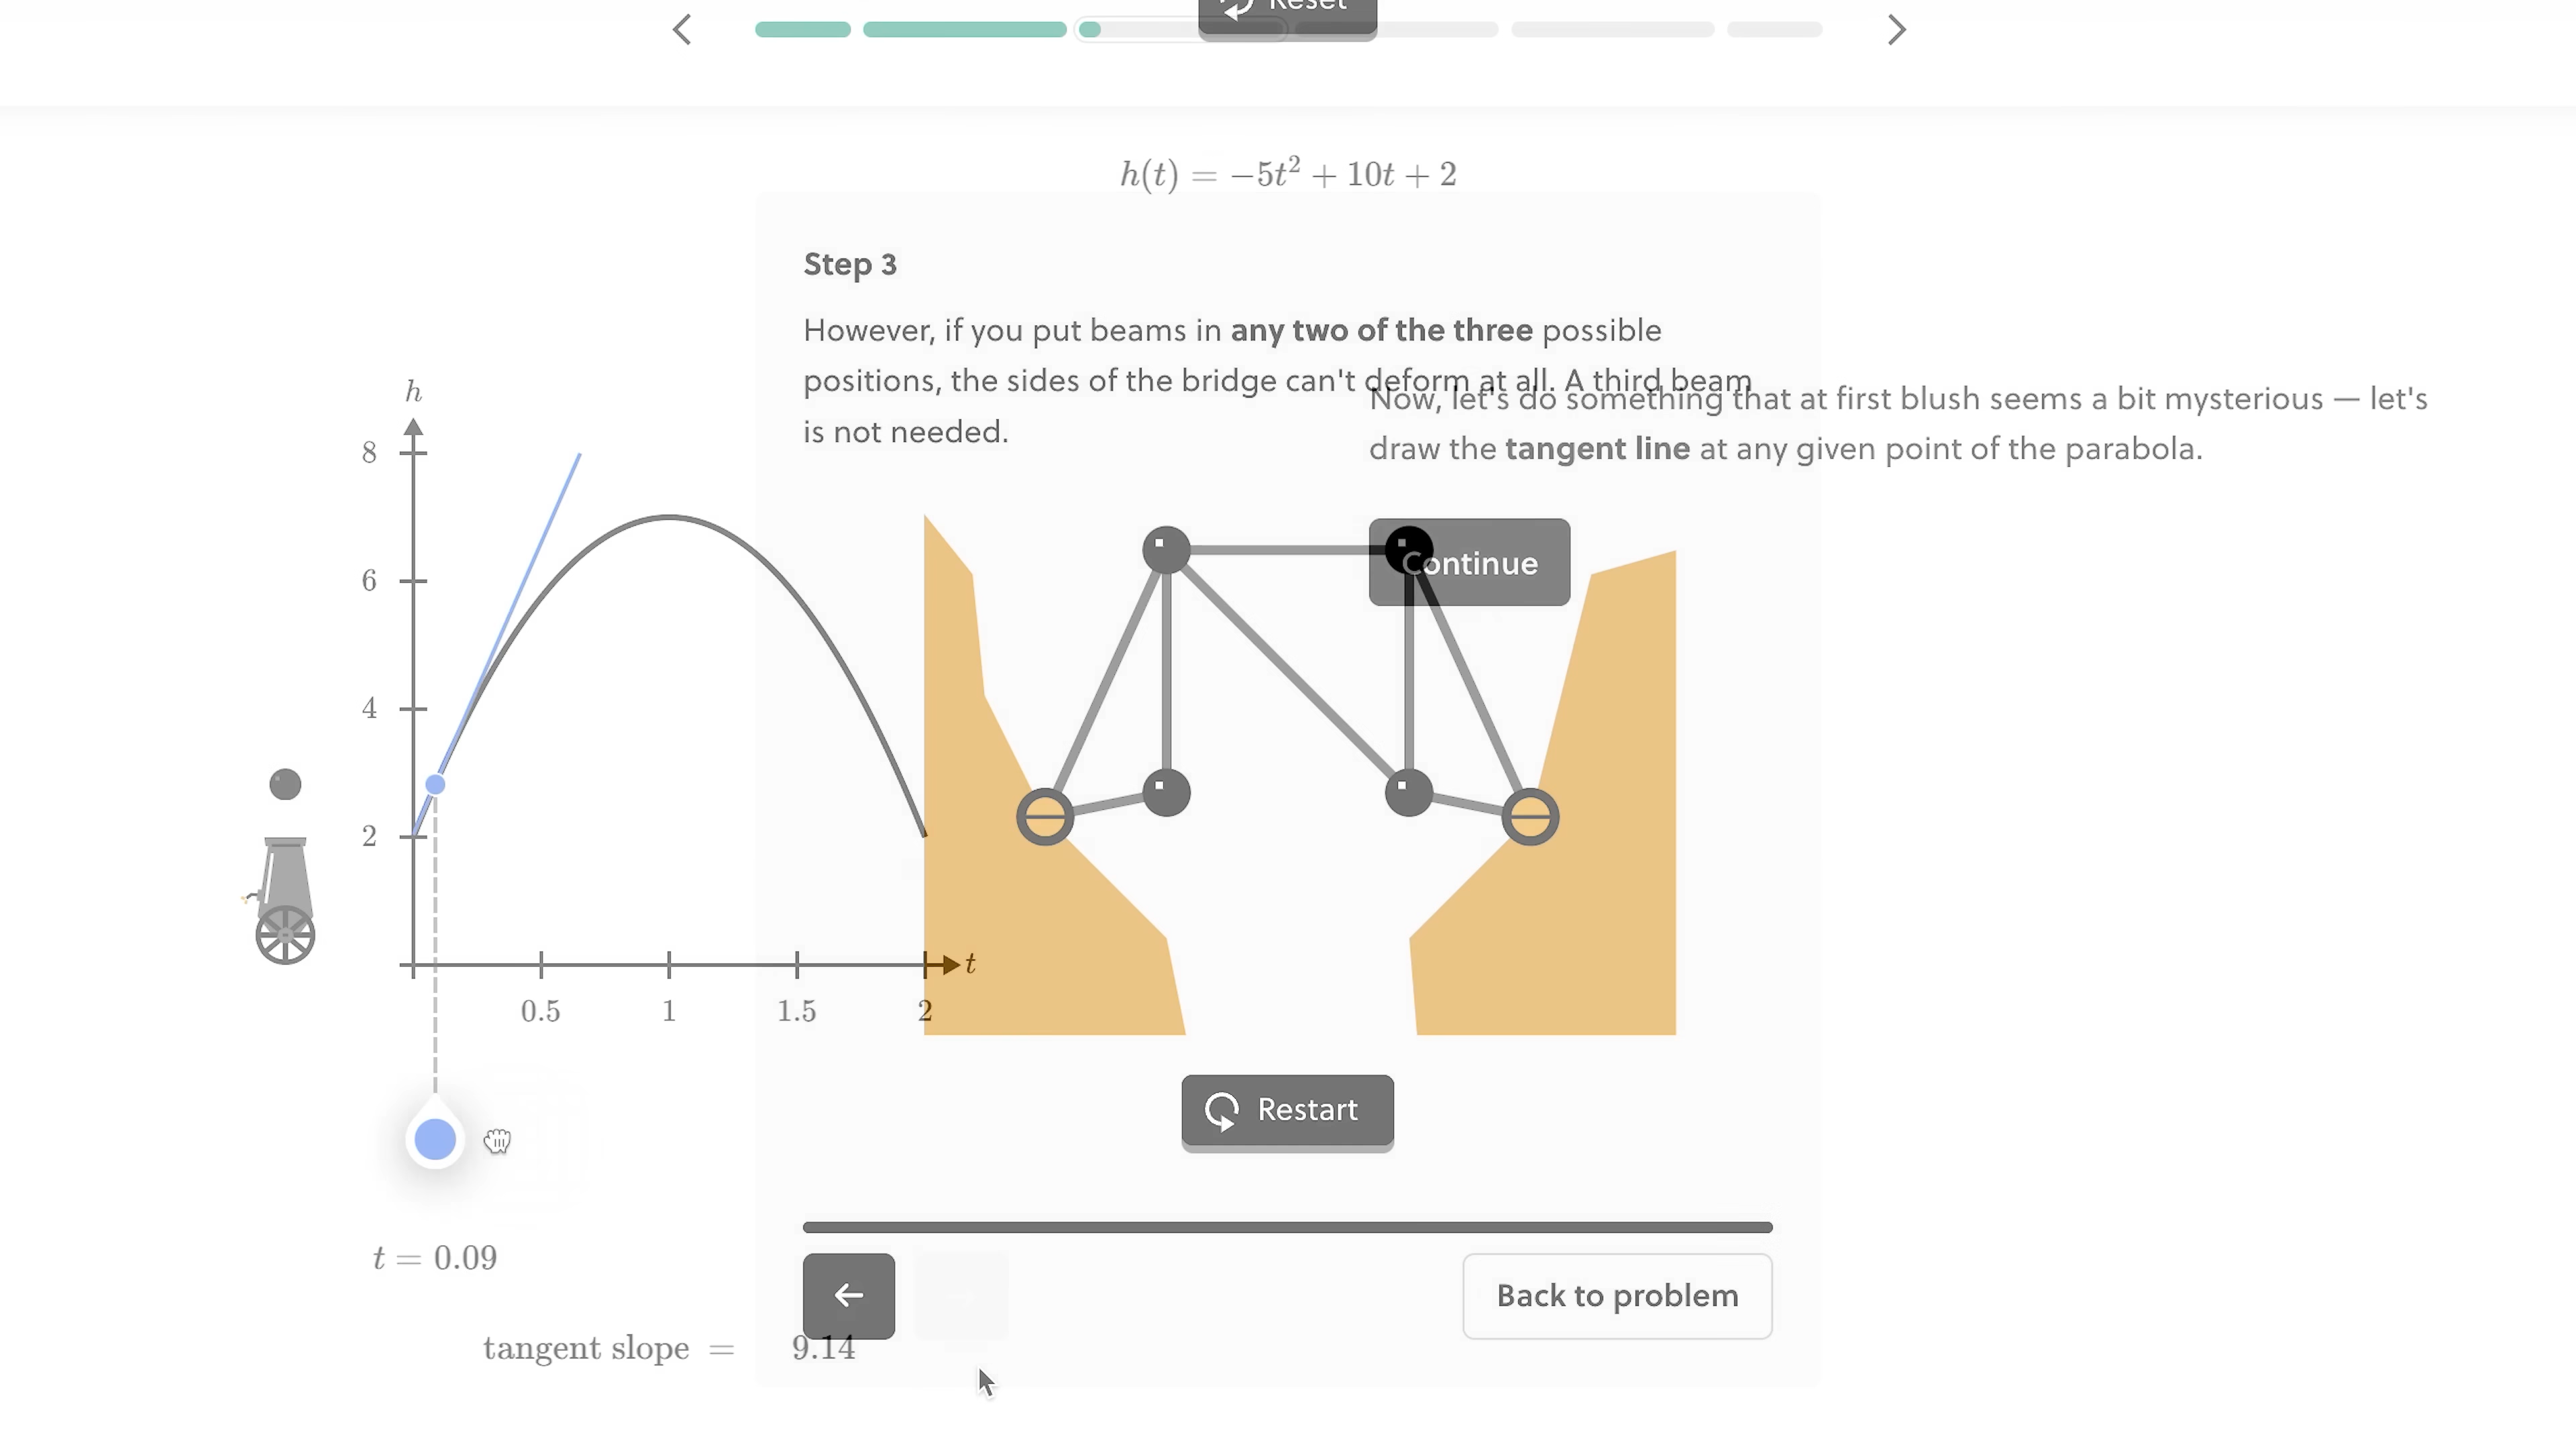 Reset
h(t) = −5t² + 10t + 2
Step 3
However, if you put beams in any two of the three possible
positions, the sides of the bridge can't deform at all. A third beam
is not needed.
Now, let's do something that at first blush seems a bit mysterious — let's
draw the tangent line at any given point of the parabola.
Continue
h
8
6
4
2
0.5
1
1.5
2
t
Restart
t = 0.09
Back to problem
tangent slope = 9.14